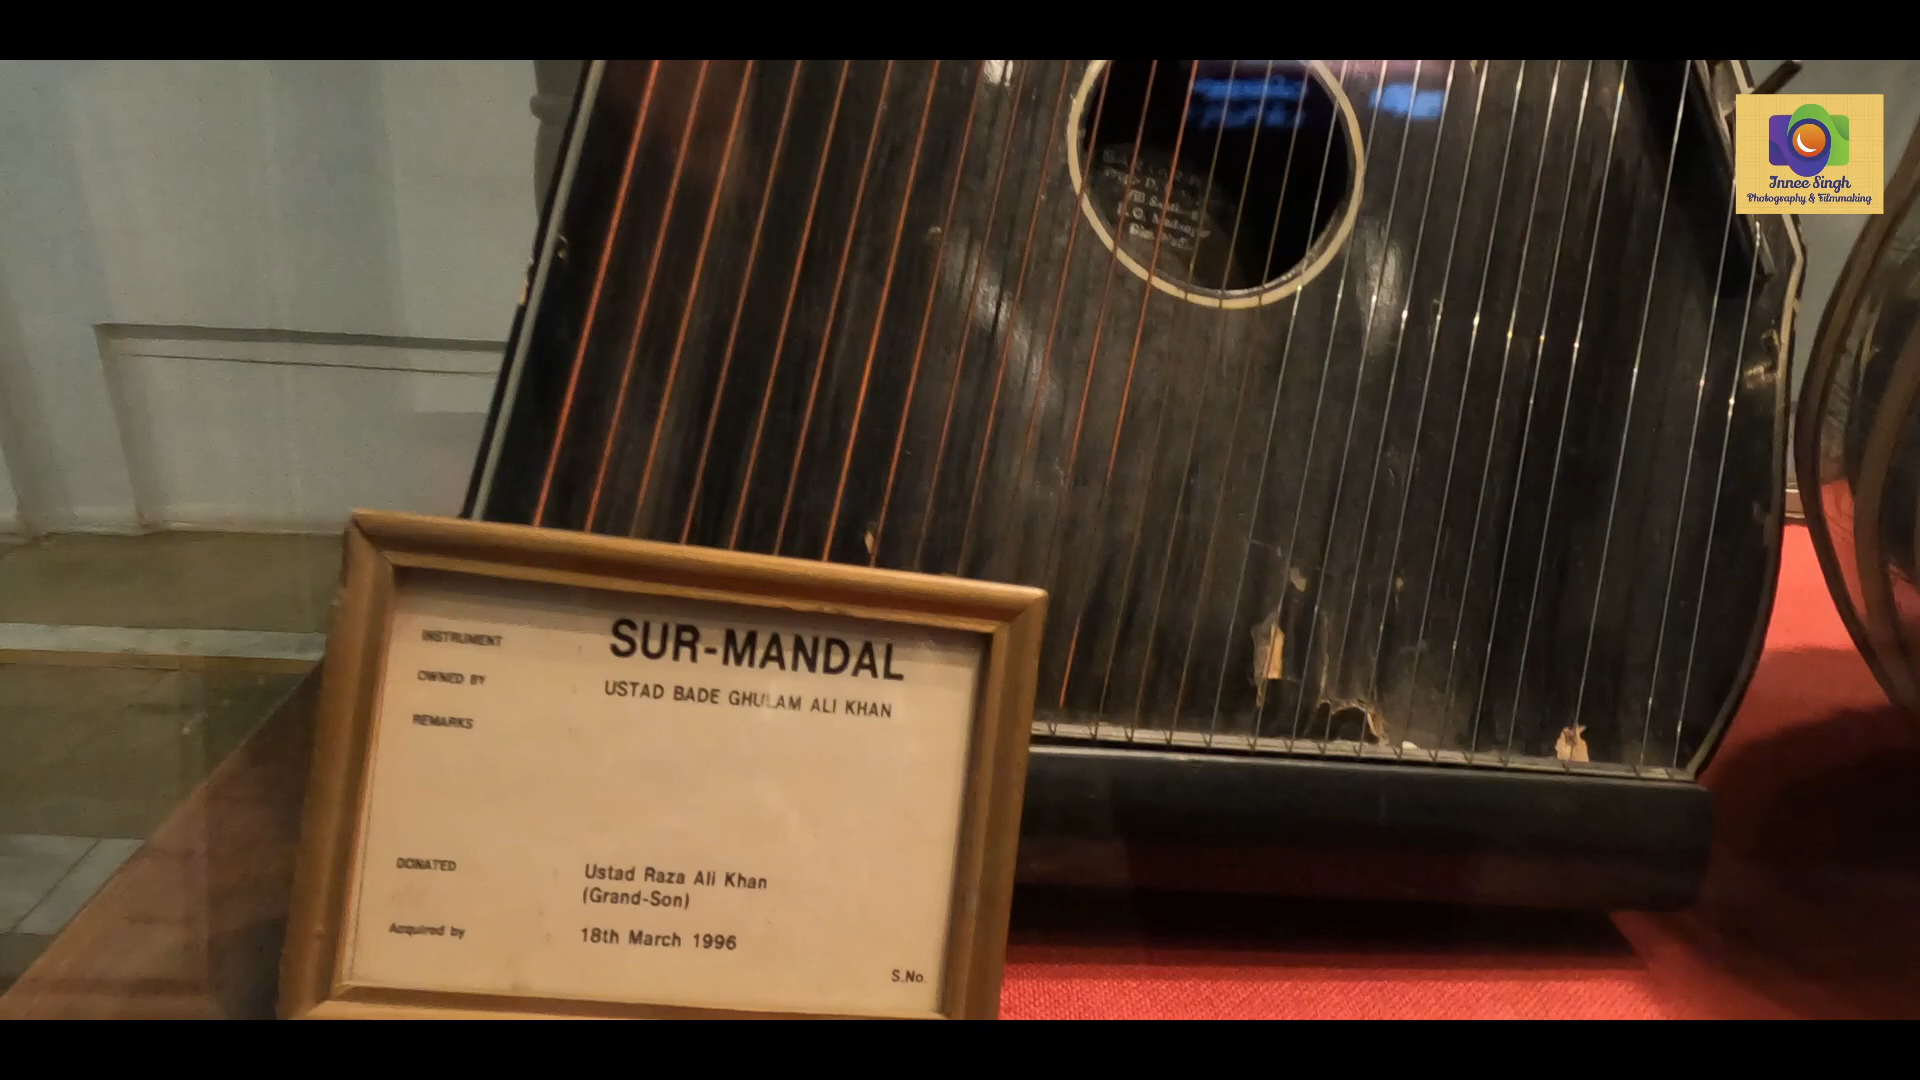 Innee Singh
Photography & Filmmaking
INSTRUMENT SUR-MANDAL
OWNED BY USTAD BADE GHULAM ALI KHAN
REMARKS
DONATED Ustad Raza Ali Khan
(Grand-Son)
Acquired by 18th March 1996
S.No.